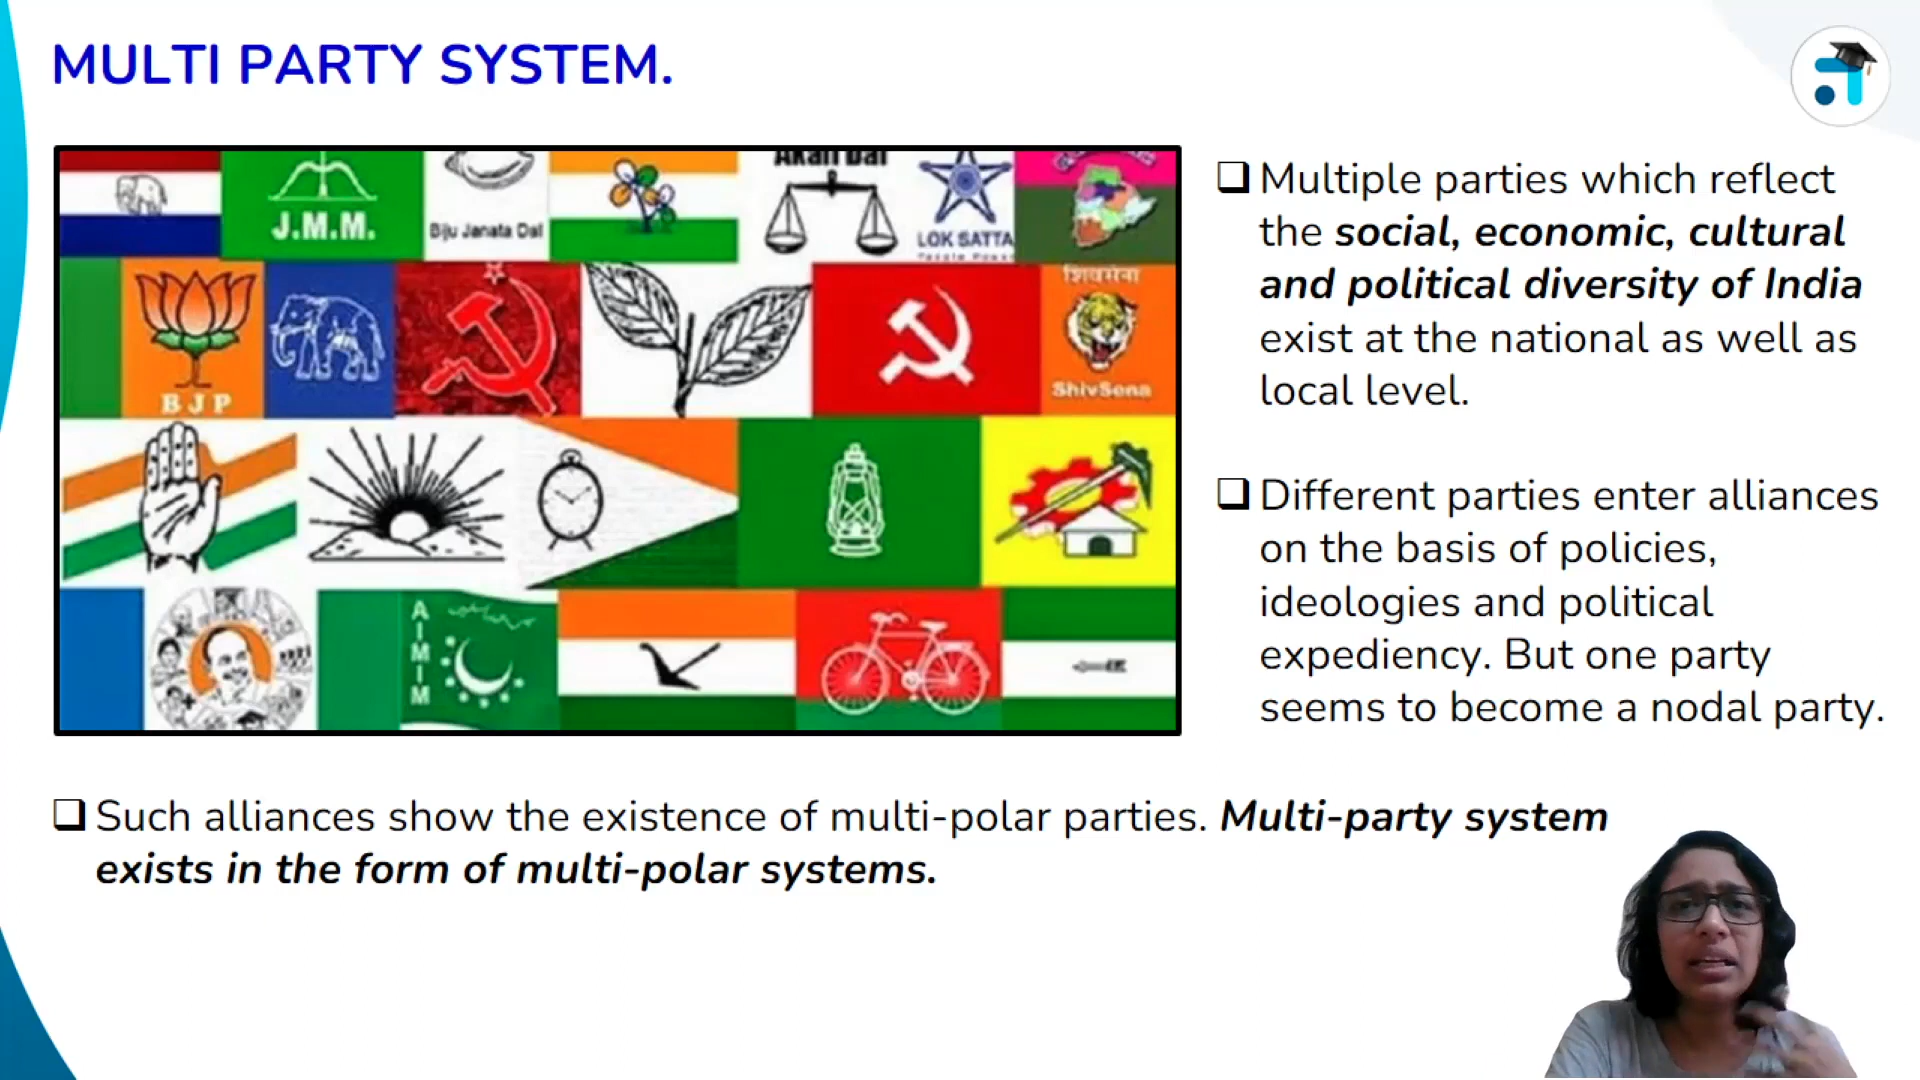 MULTI PARTY SYSTEM.
Akali Dal
J.M.M.
Biju Janata Dal
LOK SATTA
शिवसेना
BJP
ShivSena
AIMIM
Multiple parties which reflect
the social, economic, cultural
and political diversity of India
exist at the national as well as
local level.
Different parties enter alliances
on the basis of policies,
ideologies and political
expediency. But one party
seems to become a nodal party.
Such alliances show the existence of multi-polar parties. Multi-party system
exists in the form of multi-polar systems.